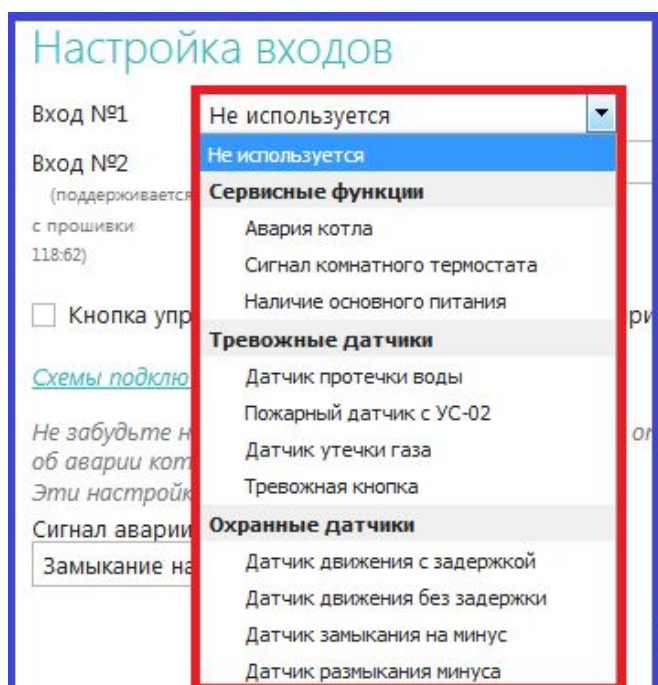 Настройка входов
Вход №1
Не используется
Вход №2
(поддерживается
с прошивки
118:62)
Не используется
Сервисные функции
Авария котла
Сигнал комнатного термостата
Наличие основного питания
Тревожные датчики
Датчик протечки воды
Пожарный датчик с УС-02
Датчик утечки газа
Тревожная кнопка
Охранные датчики
Датчик движения с задержкой
Датчик движения без задержки
Датчик замыкания на минус
Датчик размыкания минуса
Кнопка упр
ри
Схемы подклю
Не забудьте н
об аварии кот
Эти настройк
Сигнал аварии
Замыкание на